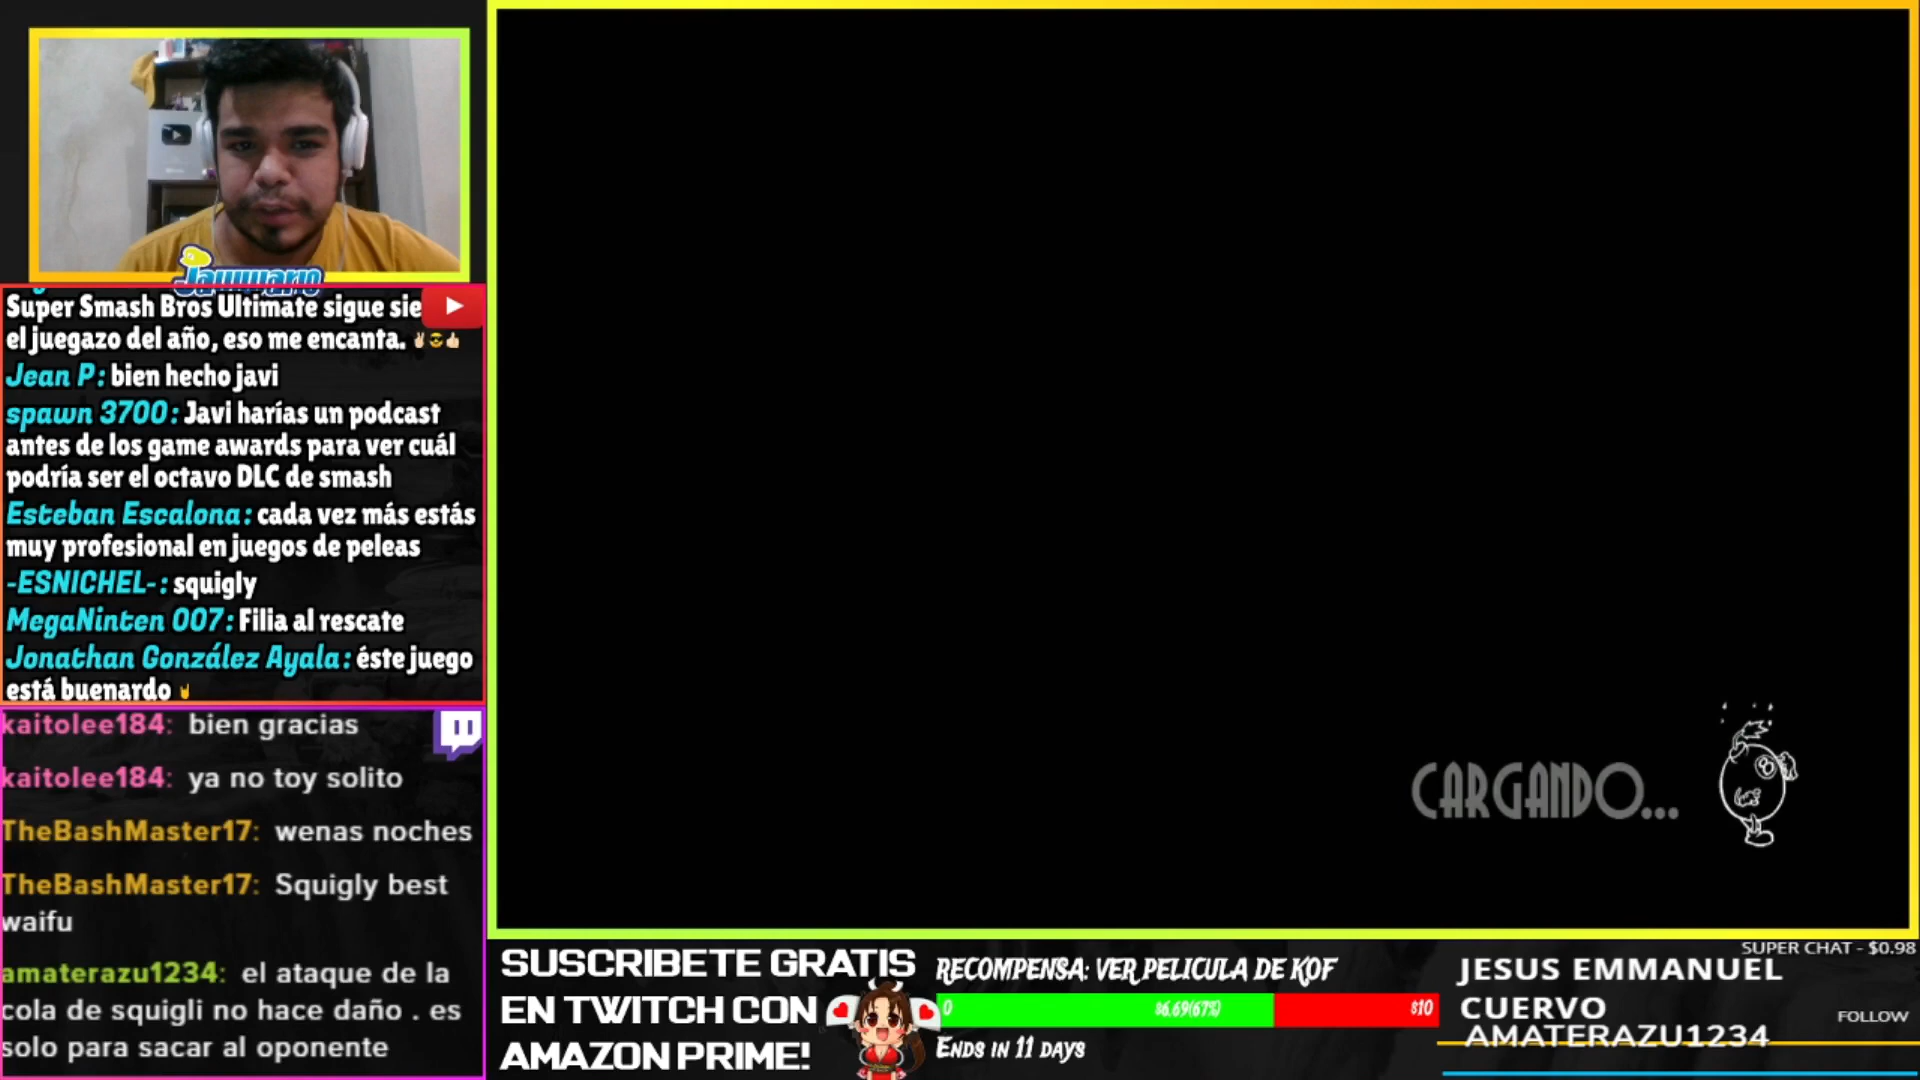 Jawwario
Super Smash Bros Ultimate sigue sie
el juegazo del año, eso me encanta. ✌🏻😎👍🏻
Jean P: bien hecho javi
spawn 3700: Javi harías un podcast
antes de los game awards para ver cuál
podría ser el octavo DLC de smash
Esteban Escalona: cada vez más estás
muy profesional en juegos de peleas
-ESNICHEL-: squigly
MegaNinten 007: Filia al rescate
Jonathan González Ayala: éste juego
está buenardo 🤘
kaitolee184: bien gracias
kaitolee184: ya no toy solito
TheBashMaster17: wenas noches
TheBashMaster17: Squigly best
waifu
amaterazu1234: el ataque de la
cola de squigli no hace daño . es
solo para sacar al oponente
CARGANDO...
SUSCRIBETE GRATIS
EN TWITCH CON
AMAZON PRIME!
RECOMPENSA: VER PELICULA DE KOF
0 $6.69(67%) $10
ENDS IN 11 DAYS
SUPER CHAT - $0.98
JESUS EMMANUEL
CUERVO
FOLLOW
AMATERAZU1234